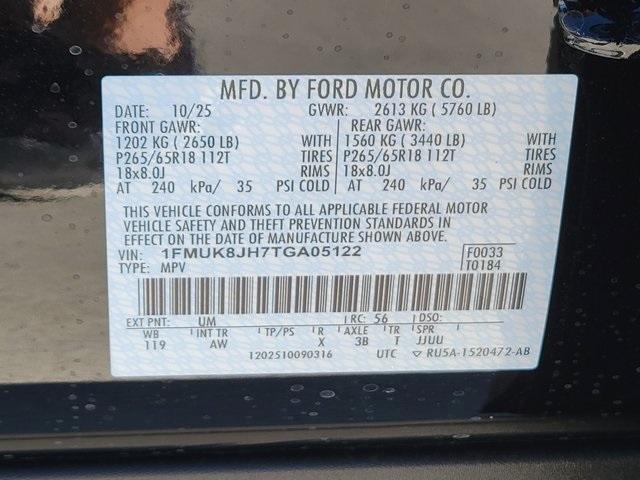 MFD. BY FORD MOTOR CO.
DATE: 10/25 GVWR: 2613 KG ( 5760 LB)
FRONT GAWR: REAR GAWR:
1202 KG ( 2650 LB) WITH 1560 KG ( 3440 LB) WITH
P265/65R18 112T TIRES P265/65R18 112T TIRES
18x8.0J RIMS 18x8.0J RIMS
AT 240 kPa/ 35 PSI COLD AT 240 kPa/ 35 PSI COLD
THIS VEHICLE CONFORMS TO ALL APPLICABLE FEDERAL MOTOR
VEHICLE SAFETY AND THEFT PREVENTION STANDARDS IN
EFFECT ON THE DATE OF MANUFACTURE SHOWN ABOVE.
VIN: 1FMUK8JH7TGA05122 F0033
TYPE: MPV T0184
EXT PNT: UM RC: 56 DSO:
WB INT TR TP/PS R AXLE TR SPR
119 AW X 3B T JJUU
1202510090316 UTC ▽ RU5A-1520472-AB